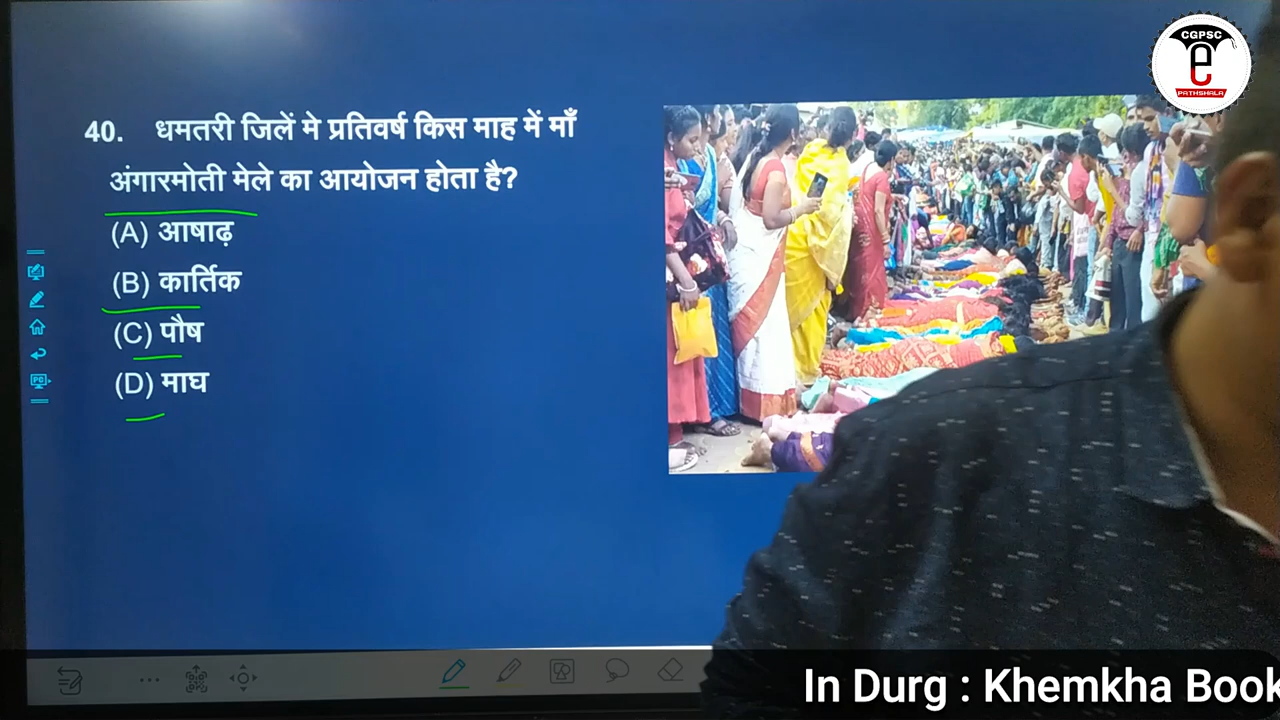 CGPSC
e
PATHSHALA
40. धमतरी जिलें मे प्रतिवर्ष किस माह में माँ
अंगारमोती मेले का आयोजन होता है?
(A) आषाढ़
(B) कार्तिक
(C) पौष
(D) माघ
In Durg : Khemkha Book